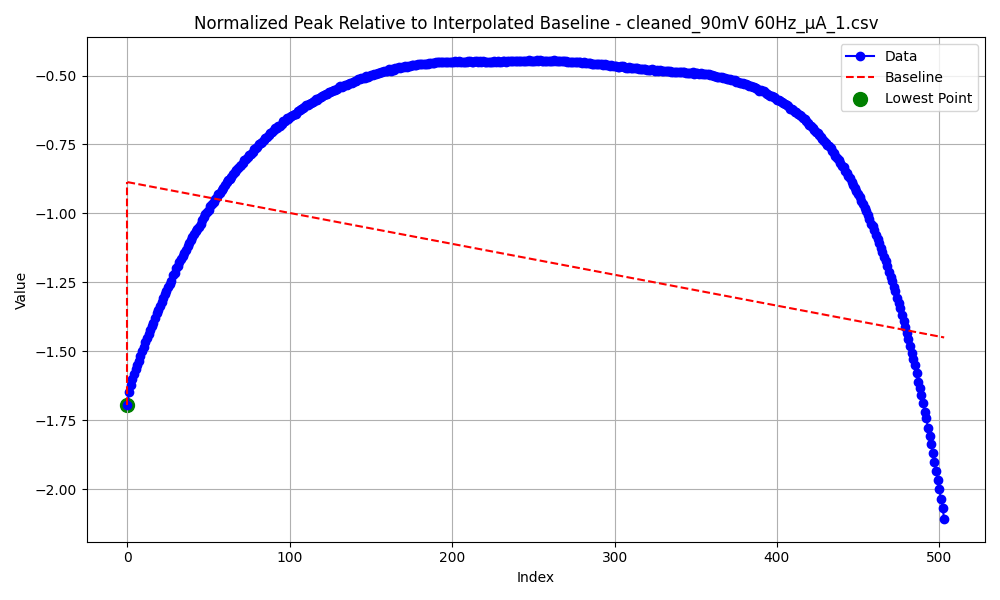 Normalized Peak Relative to Interpolated Baseline - cleaned_90mV 60Hz_μA_1.csv
Data
Baseline
Lowest Point
−0.50
−0.75
−1.00
−1.25
−1.50
−1.75
−2.00
Value
0 100 200 300 400 500
Index